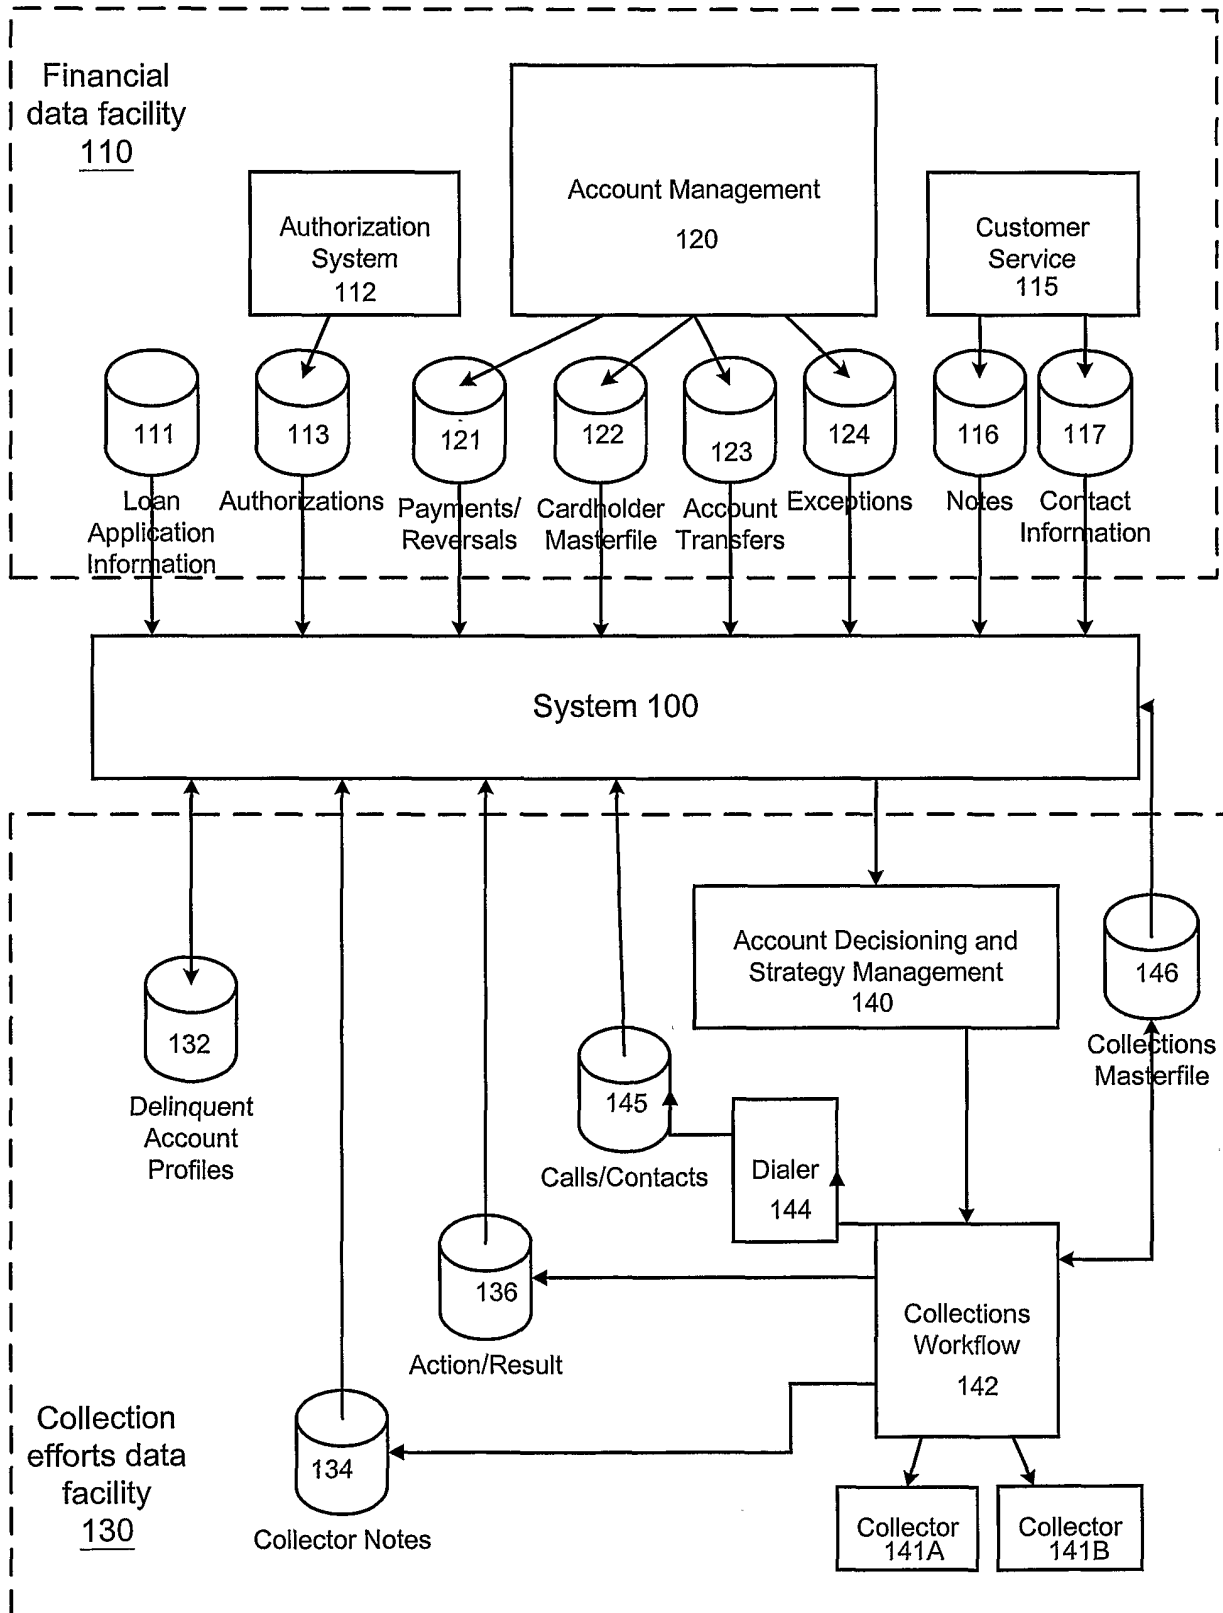 Financial
data facility
110
Authorization
System
112
Account Management
120
Customer
Service
115
111
113
121
122
123
124
116
117
Loan
Application
Information
Authorizations
Payments/
Reversals
Cardholder
Masterfile
Account
Transfers
Exceptions
Notes
Contact
Information
System 100
Account Decisioning and
Strategy Management
140
146
Collections
Masterfile
132
Delinquent
Account
Profiles
145
Calls/Contacts
Dialer
144
136
Action/Result
Collections
Workflow
142
Collection
efforts data
facility
130
134
Collector Notes
Collector
141A
Collector
141B